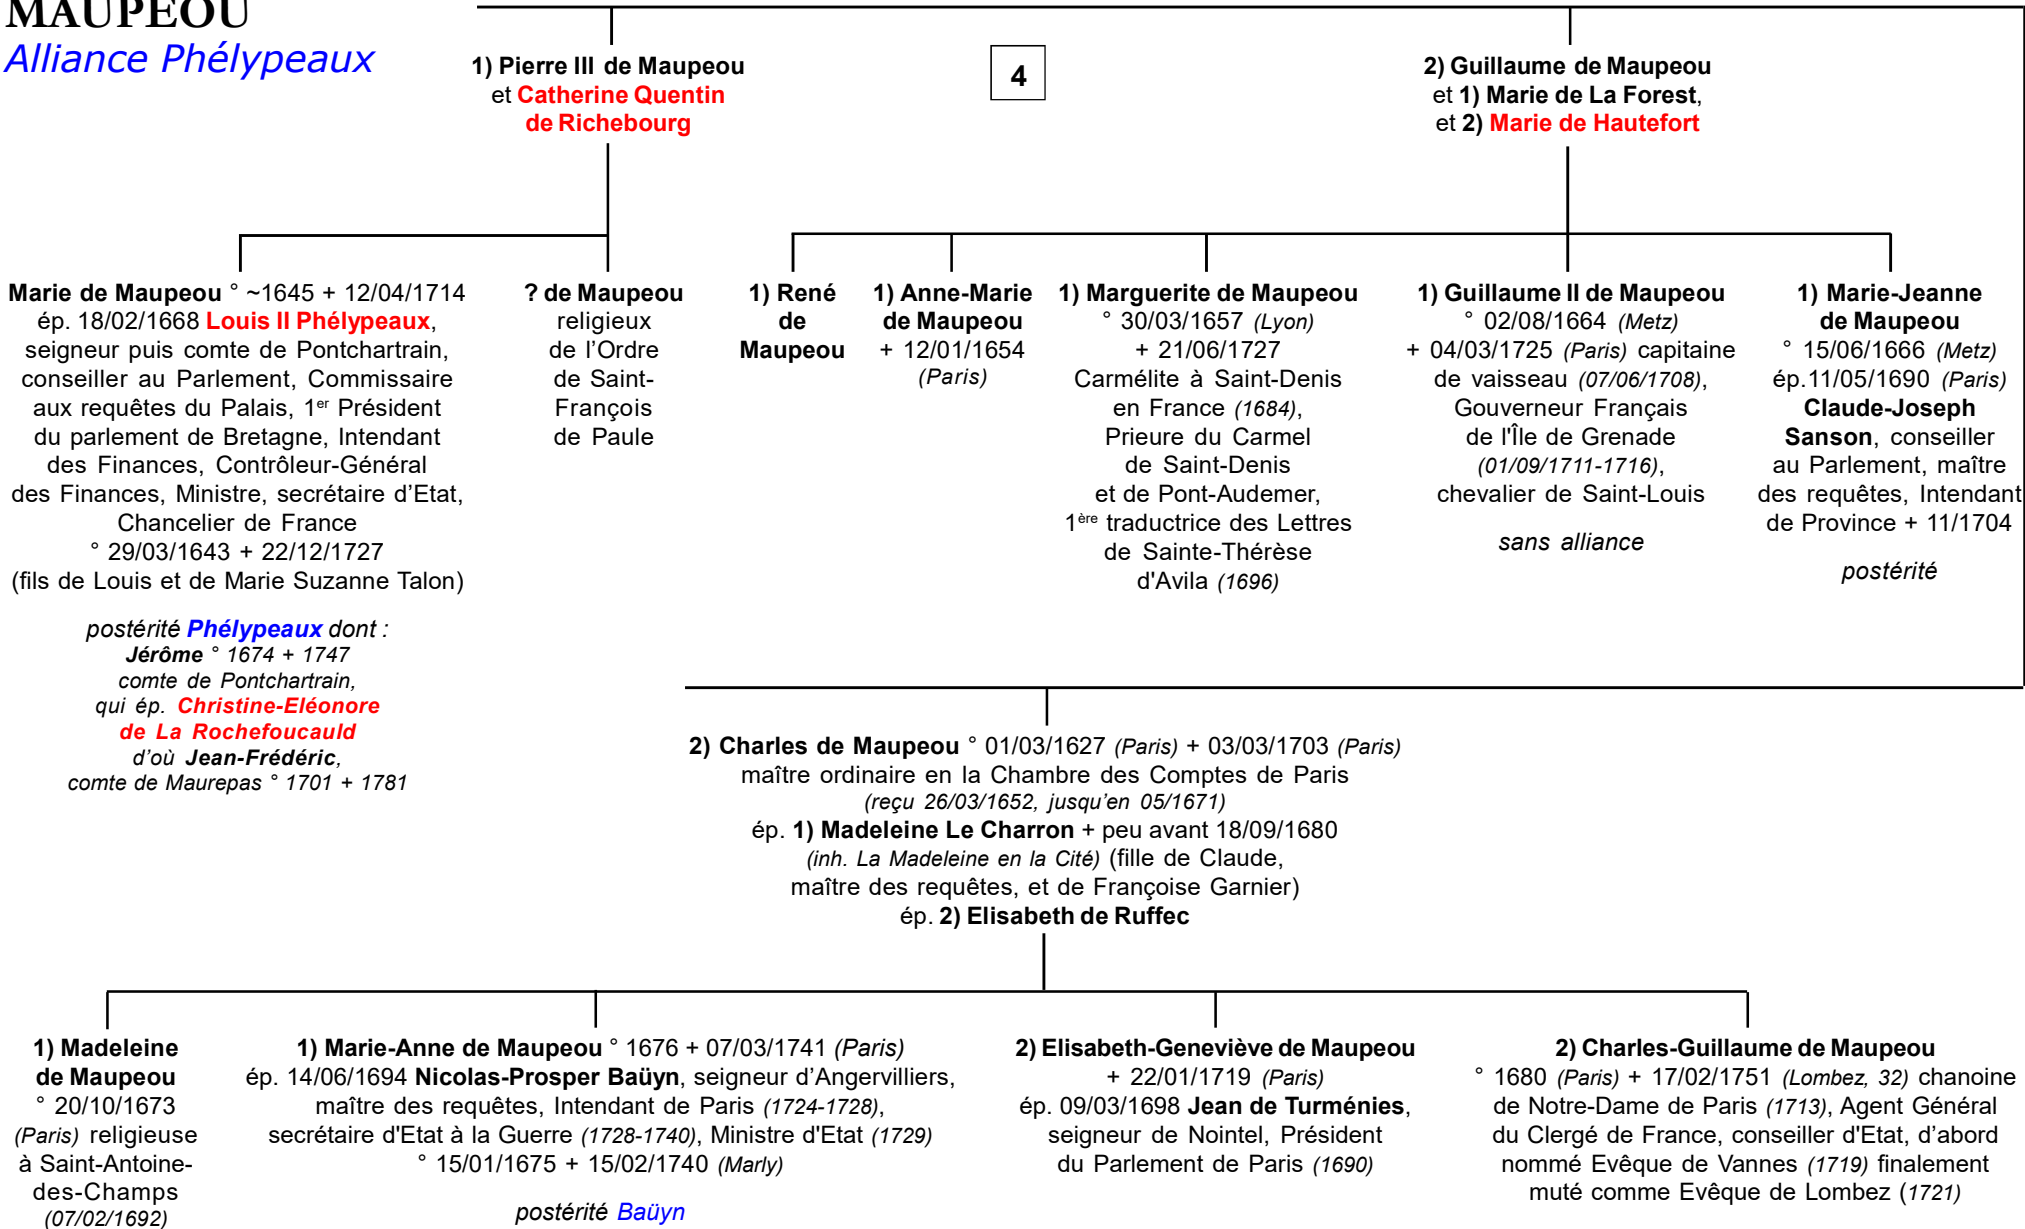 MAUPEOU
Alliance Phélypeaux
1) Pierre III de Maupeou
et Catherine Quentin
de Richebourg
4
2) Guillaume de Maupeou
et 1) Marie de La Forest,
et 2) Marie de Hautefort
Marie de Maupeou ° ~1645 + 12/04/1714
ép. 18/02/1668 Louis II Phélypeaux,
seigneur puis comte de Pontchartrain,
conseiller au Parlement, Commissaire
aux requêtes du Palais, 1er Président
du parlement de Bretagne, Intendant
des Finances, Contrôleur-Général
des Finances, Ministre, secrétaire d’Etat,
Chancelier de France
° 29/03/1643 + 22/12/1727
(fils de Louis et de Marie Suzanne Talon)
postérité Phélypeaux dont :
Jérôme ° 1674 + 1747
comte de Pontchartrain,
qui ép. Christine-Eléonore
de La Rochefoucauld
d’où Jean-Frédéric,
comte de Maurepas ° 1701 + 1781
? de Maupeou
religieux
de l’Ordre
de Saint-
François
de Paule
1) René
de
Maupeou
1) Anne-Marie
de Maupeou
+ 12/01/1654
(Paris)
1) Marguerite de Maupeou
° 30/03/1657 (Lyon)
+ 21/06/1727
Carmélite à Saint-Denis
en France (1684),
Prieure du Carmel
de Saint-Denis
et de Pont-Audemer,
1ère traductrice des Lettres
de Sainte-Thérèse
d'Avila (1696)
1) Guillaume II de Maupeou
° 02/08/1664 (Metz)
+ 04/03/1725 (Paris) capitaine
de vaisseau (07/06/1708),
Gouverneur Français
de l'Île de Grenade
(01/09/1711-1716),
chevalier de Saint-Louis
sans alliance
1) Marie-Jeanne
de Maupeou
° 15/06/1666 (Metz)
ép.11/05/1690 (Paris)
Claude-Joseph
Sanson, conseiller
au Parlement, maître
des requêtes, Intendant
de Province + 11/1704
postérité
2) Charles de Maupeou ° 01/03/1627 (Paris) + 03/03/1703 (Paris)
maître ordinaire en la Chambre des Comptes de Paris
(reçu 26/03/1652, jusqu’en 05/1671)
ép. 1) Madeleine Le Charron + peu avant 18/09/1680
(inh. La Madeleine en la Cité) (fille de Claude,
maître des requêtes, et de Françoise Garnier)
ép. 2) Elisabeth de Ruffec
1) Madeleine
de Maupeou
° 20/10/1673
(Paris) religieuse
à Saint-Antoine-
des-Champs
(07/02/1692)
1) Marie-Anne de Maupeou ° 1676 + 07/03/1741 (Paris)
ép. 14/06/1694 Nicolas-Prosper Baüyn, seigneur d’Angervilliers,
maître des requêtes, Intendant de Paris (1724-1728),
secrétaire d'Etat à la Guerre (1728-1740), Ministre d'Etat (1729)
° 15/01/1675 + 15/02/1740 (Marly)
postérité Baüyn
2) Elisabeth-Geneviève de Maupeou
+ 22/01/1719 (Paris)
ép. 09/03/1698 Jean de Turménies,
seigneur de Nointel, Président
du Parlement de Paris (1690)
2) Charles-Guillaume de Maupeou
° 1680 (Paris) + 17/02/1751 (Lombez, 32) chanoine
de Notre-Dame de Paris (1713), Agent Général
du Clergé de France, conseiller d'Etat, d’abord
nommé Evêque de Vannes (1719) finalement
muté comme Evêque de Lombez (1721)